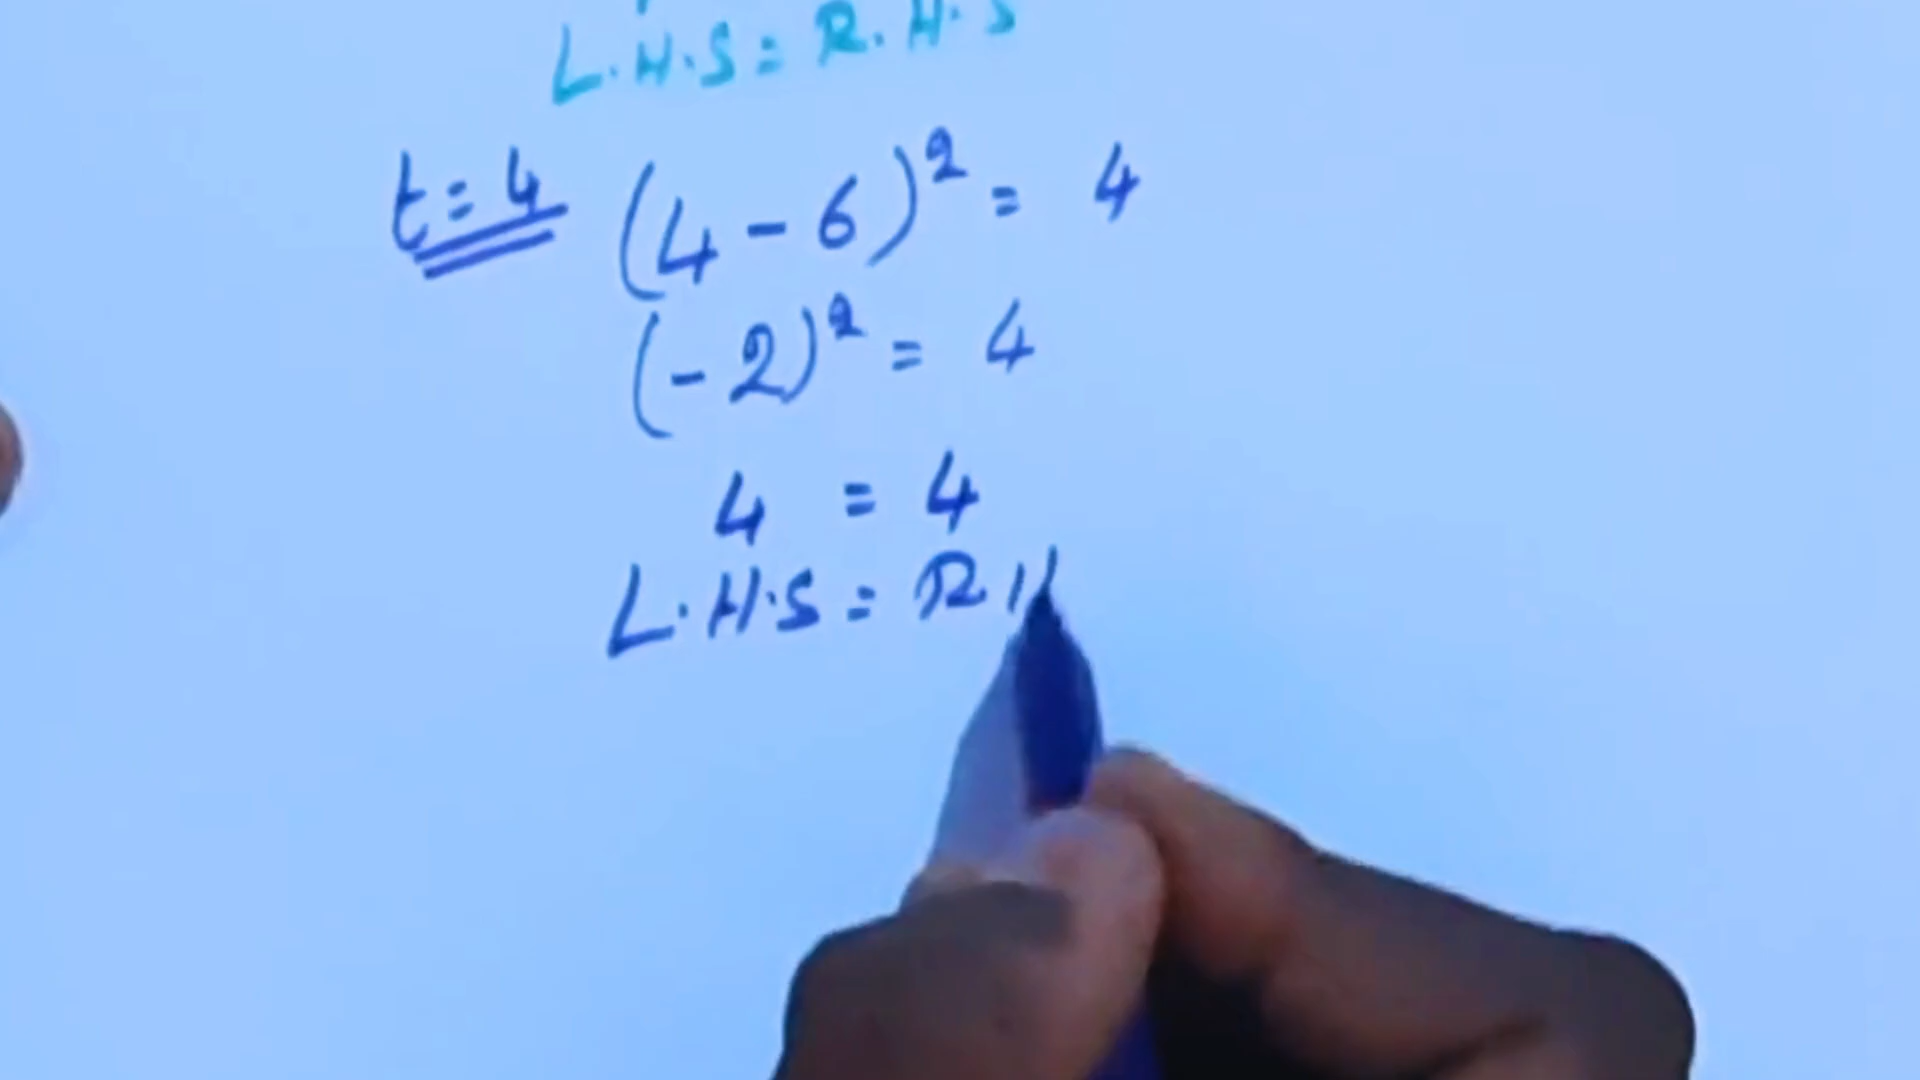 L.H.S = R.H.S
t = 4 (4 - 6)² = 4
(-2)² = 4
4 = 4
L.H.S = R H